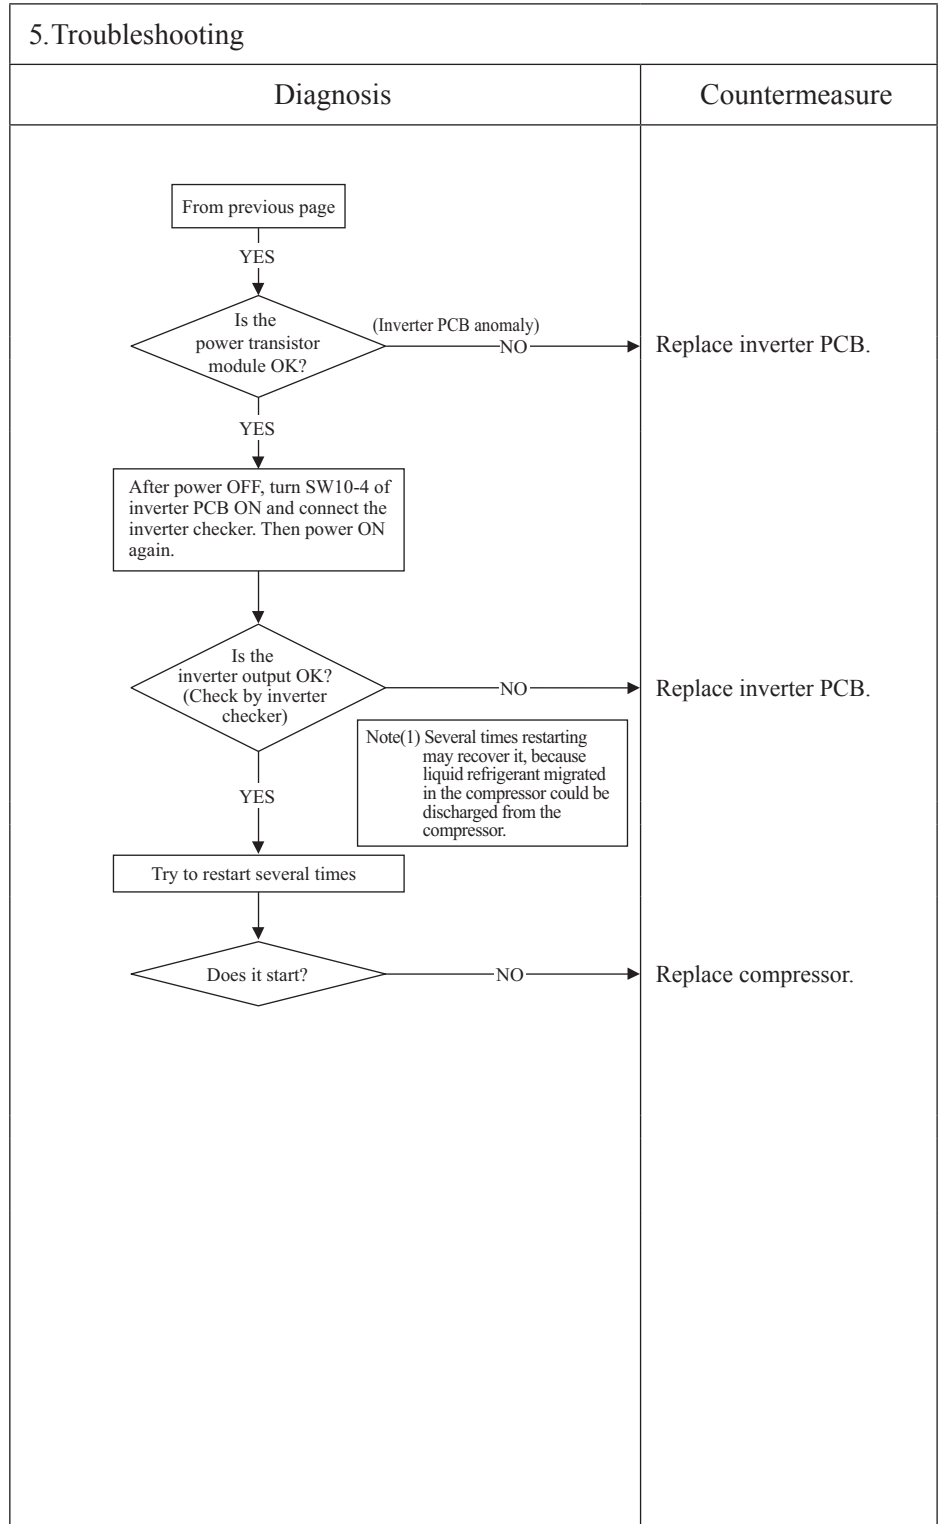 5.Troubleshooting
Diagnosis
Countermeasure
From previous page
YES
Is the
power transistor
module OK?
(Inverter PCB anomaly)
NO
Replace inverter PCB.
YES
After power OFF, turn SW10-4 of
inverter PCB ON and connect the
inverter checker. Then power ON
again.
Is the
inverter output OK?
(Check by inverter
checker)
NO
Replace inverter PCB.
Note(1) Several times restarting
may recover it, because
liquid refrigerant migrated
in the compressor could be
discharged from the
compressor.
YES
Try to restart several times
Does it start?
NO
Replace compressor.